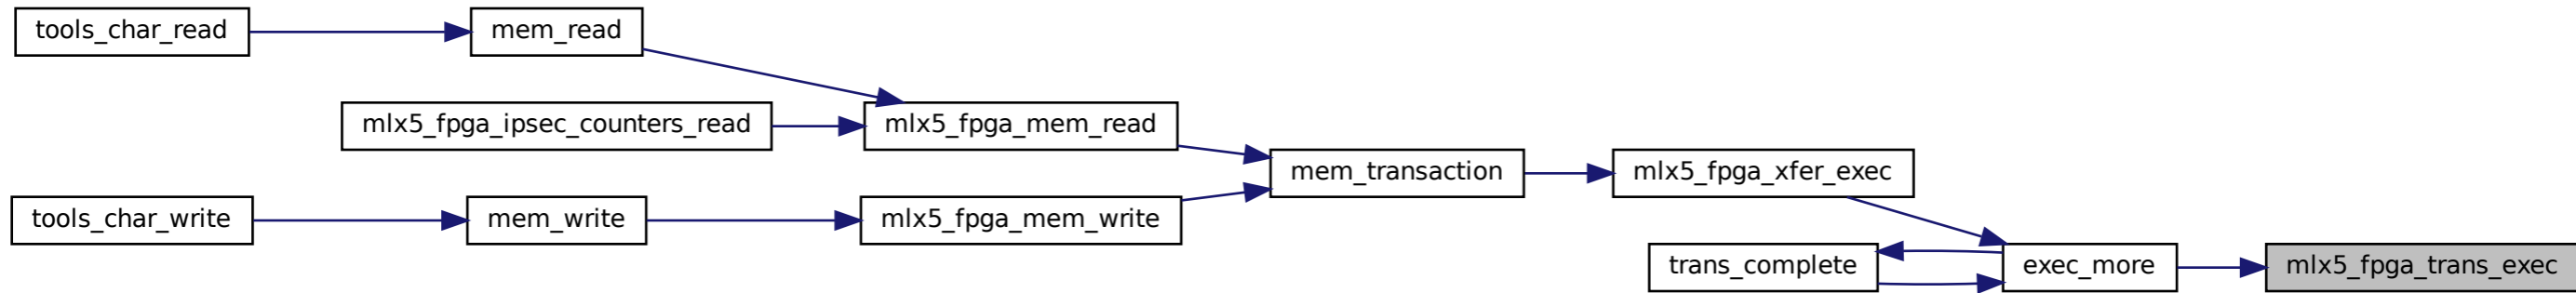 tools_char_read
mem_read
mlx5_fpga_ipsec_counters_read
mlx5_fpga_mem_read
mem_transaction
mlx5_fpga_xfer_exec
tools_char_write
mem_write
mlx5_fpga_mem_write
trans_complete
exec_more
mlx5_fpga_trans_exec